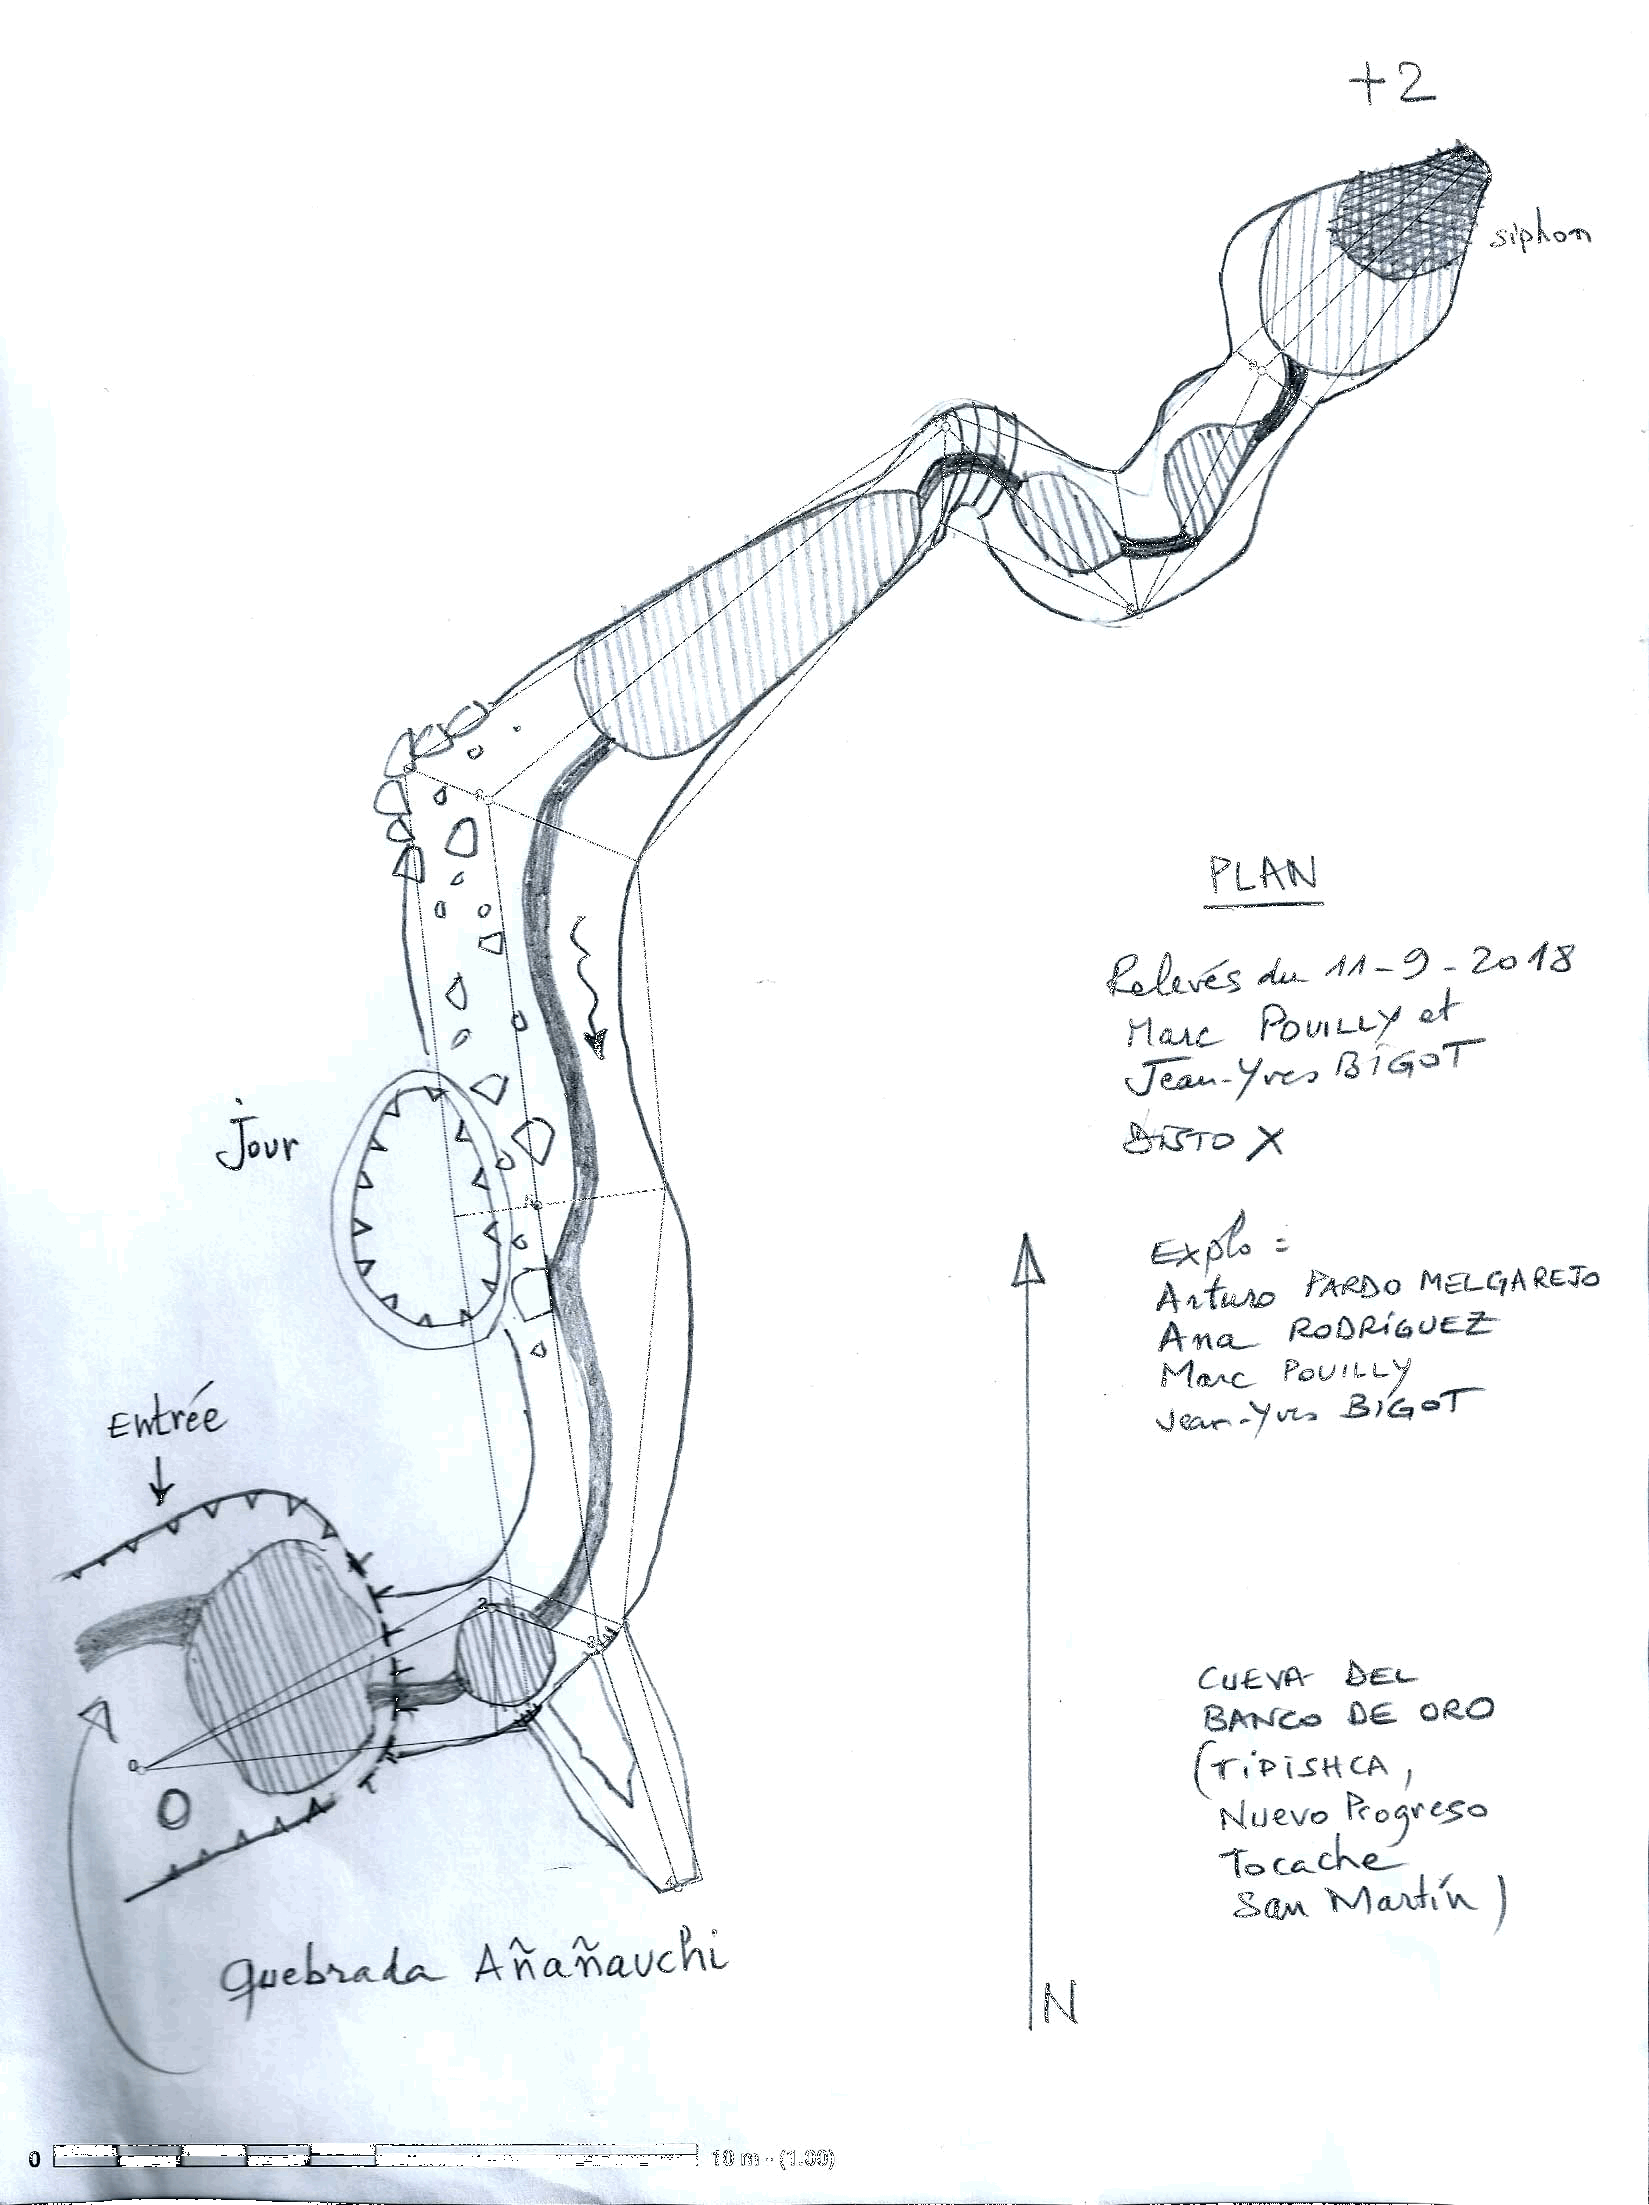 +2
siphon
PLAN
Relevés du 11-9-2018
Marc POUILLY et
Jean-Yves BIGOT
DISTO X
Jour
Explo =
Arturo PARDO MELGAREJO
Ana RODRÍGUEZ
Marc POUILLY
Jean-Yves BIGOT
Entrée
0
CUEVA DEL
BANCO DE ORO
(TIPISHCA,
Nuevo Progreso
Tocache
San Martín)
Quebrada Añañauchi
N
0 10 m - (1.00)